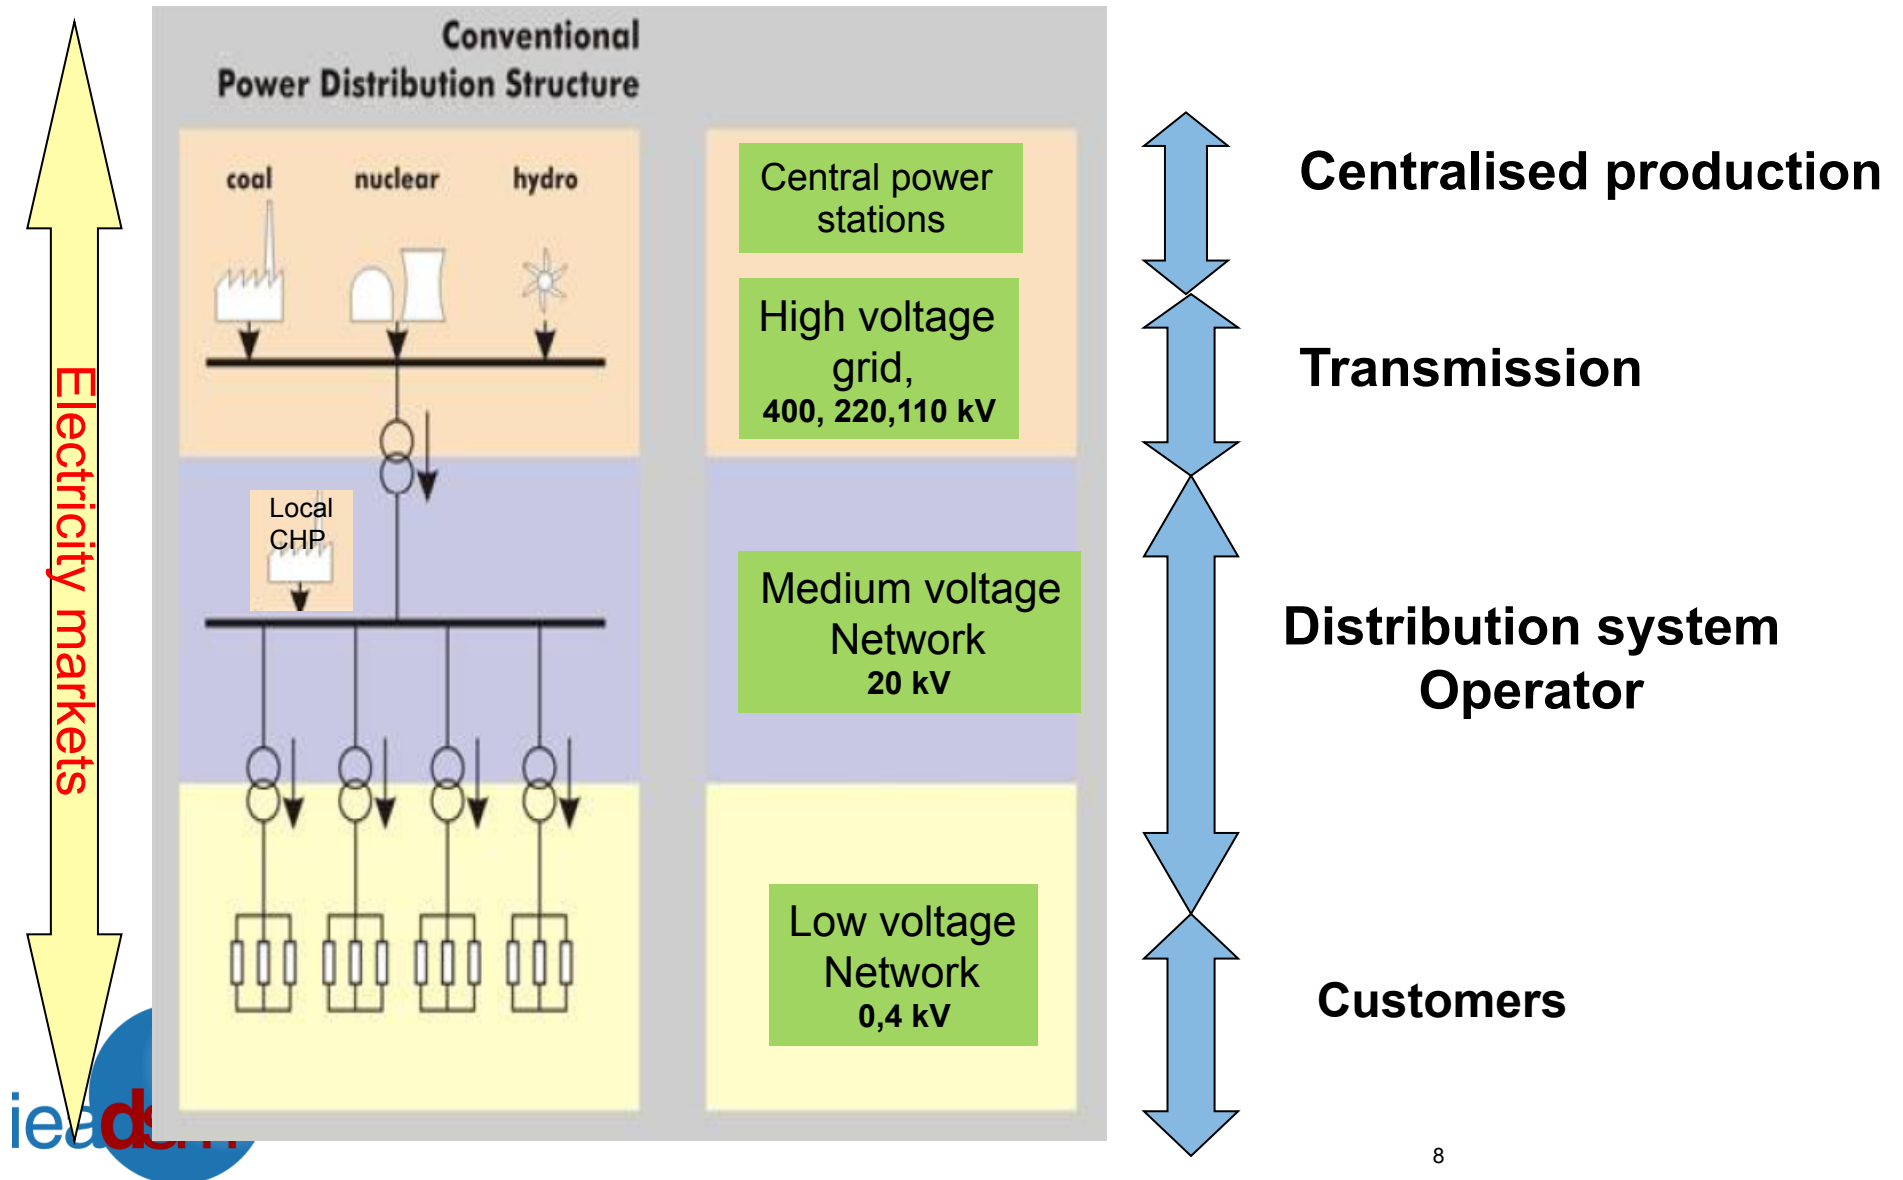 Conventional
Power Distribution Structure
coal
nuclear
hydro
Central power
stations
Centralised production
High voltage
grid,
400, 220,110 kV
Transmission
Electricity markets
Local
CHP
Medium voltage
Network
20 kV
Distribution system
Operator
Low voltage
Network
0,4 kV
Customers
ieadsm
8